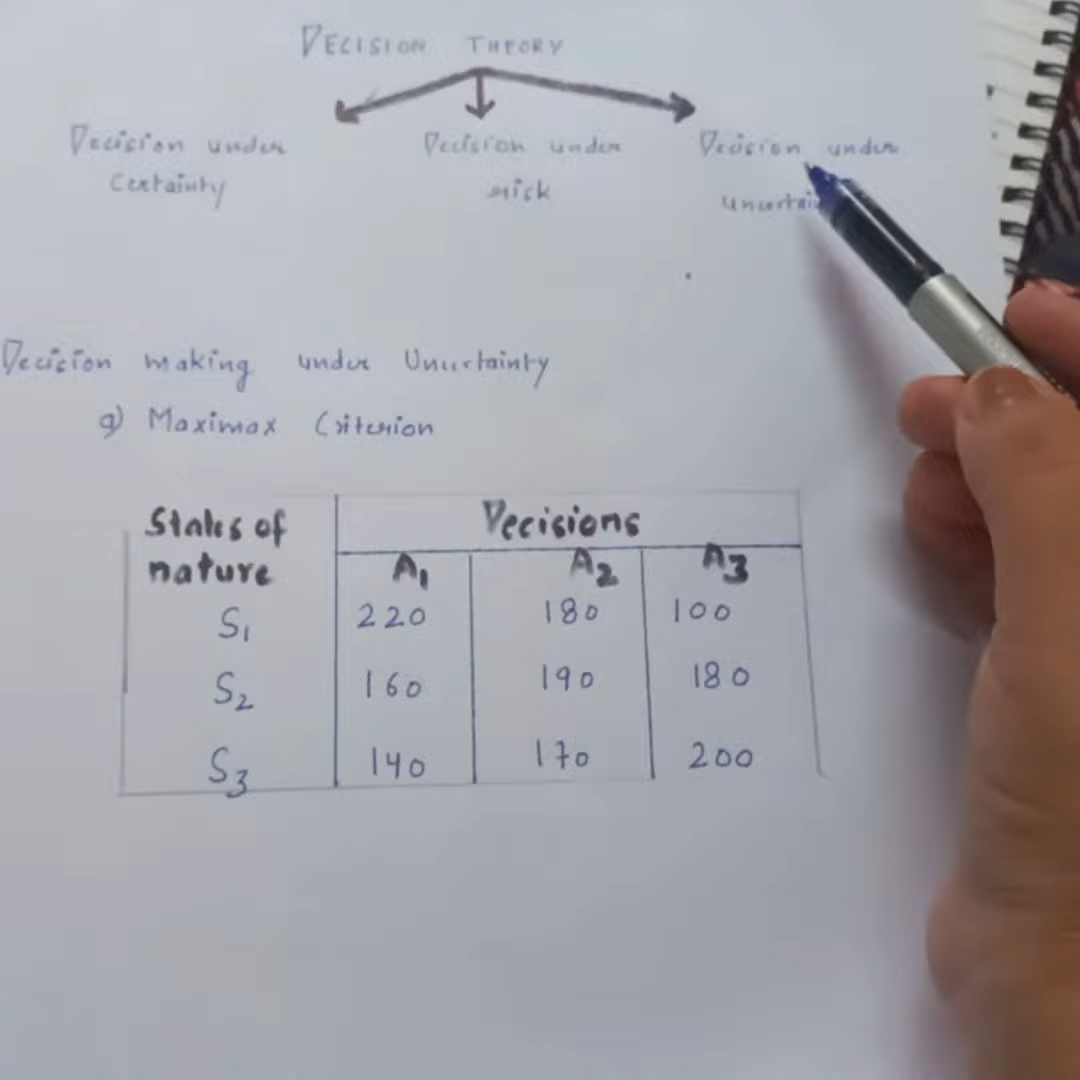 DECISION THEORY
Decision under certainty
Decision under risk
Decision under
Decision making under Uncertainty
a) Maximax Criterion
States of nature
Decisions
A1 A2 A3
S1 220 180 100
S2 160 190 180
S3 140 170 200